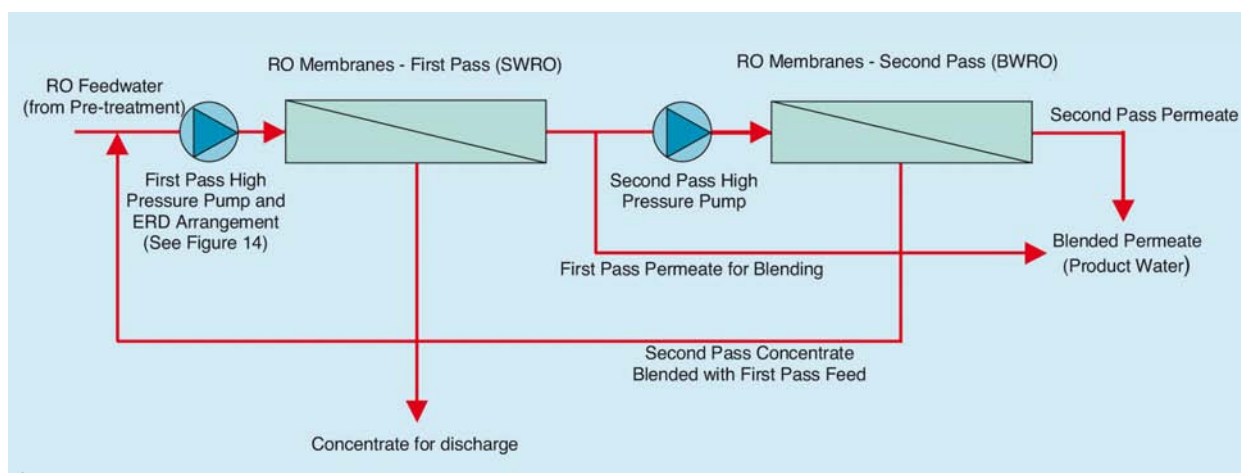 RO Membranes - First Pass (SWRO)
RO Membranes - Second Pass (BWRO)
RO Feedwater
(from Pre-treatment)
Second Pass Permeate
First Pass High
Pressure Pump and
ERD Arrangement
(See Figure 14)
Second Pass High
Pressure Pump
Blended Permeate
(Product Water)
First Pass Permeate for Blending
Second Pass Concentrate
Blended with First Pass Feed
Concentrate for discharge